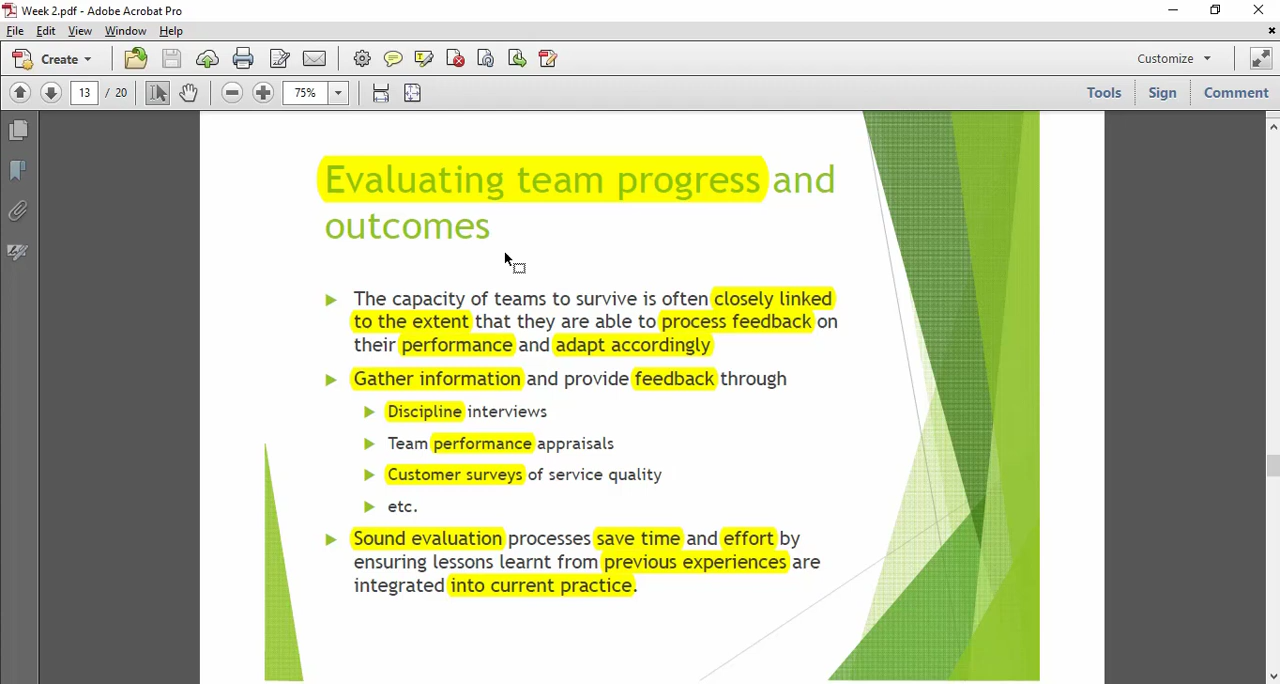 Week 2.pdf - Adobe Acrobat Pro
File Edit View Window Help
Create Customize
13 / 20 75% Tools Sign Comment
Evaluating team progress and
outcomes
The capacity of teams to survive is often closely linked
to the extent that they are able to process feedback on
their performance and adapt accordingly
Gather information and provide feedback through
Discipline interviews
Team performance appraisals
Customer surveys of service quality
etc.
Sound evaluation processes save time and effort by
ensuring lessons learnt from previous experiences are
integrated into current practice.